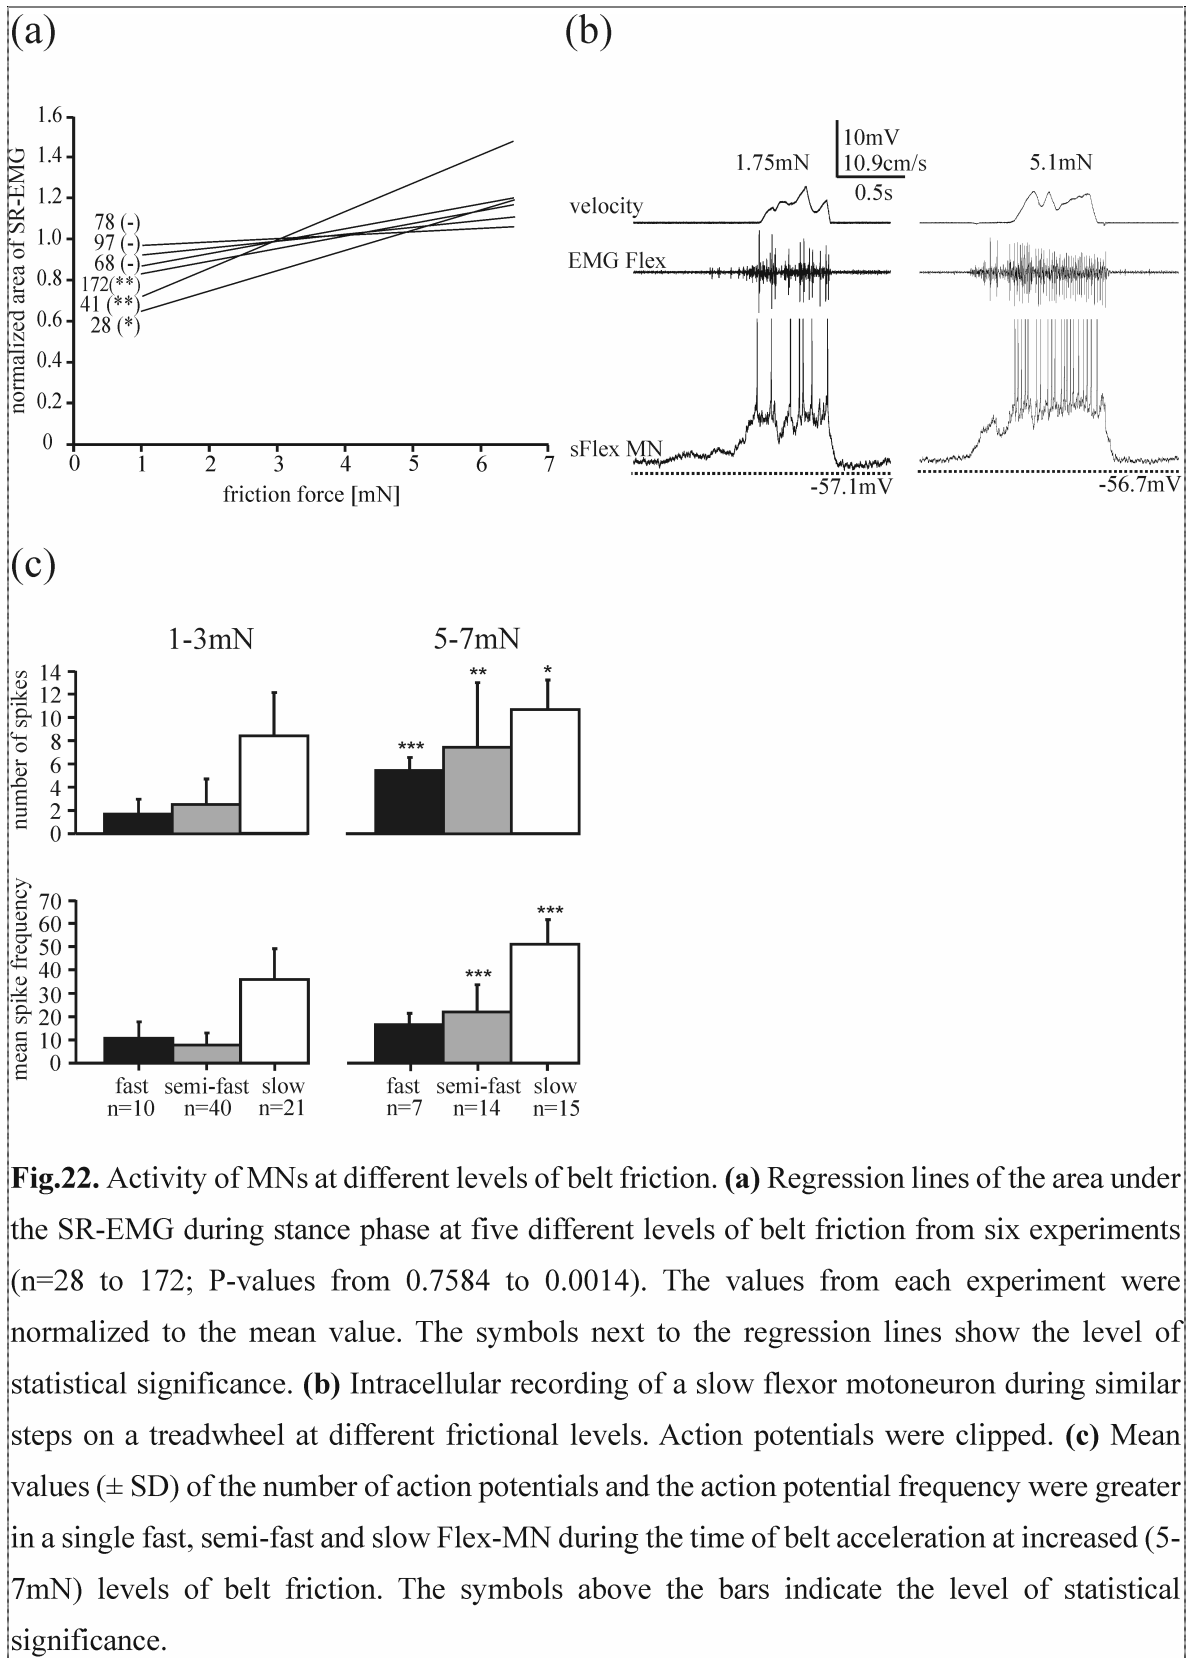 (a)
(b)
1.6
1.4
1.2
1.0
0.8
0.6
0.4
0.2
0
normalized area of SR-EMG
78 (-)
97 (-)
68 (-)
172(**)
41 (**)
28 (*)
0 1 2 3 4 5 6 7
friction force [mN]
10mV
10.9cm/s
0.5s
1.75mN
5.1mN
velocity
EMG Flex
sFlex MN
-57.1mV
-56.7mV
(c)
1-3mN
5-7mN
number of spikes
14
12
10
8
6
4
2
0
*** ** *
mean spike frequency
70
60
50
40
30
20
10
0
*** ***
fast semi-fast slow
n=10 n=40 n=21
fast semi-fast slow
n=7 n=14 n=15
Fig.22. Activity of MNs at different levels of belt friction. (a) Regression lines of the area under
the SR-EMG during stance phase at five different levels of belt friction from six experiments
(n=28 to 172; P-values from 0.7584 to 0.0014). The values from each experiment were
normalized to the mean value. The symbols next to the regression lines show the level of
statistical significance. (b) Intracellular recording of a slow flexor motoneuron during similar
steps on a treadwheel at different frictional levels. Action potentials were clipped. (c) Mean
values (± SD) of the number of action potentials and the action potential frequency were greater
in a single fast, semi-fast and slow Flex-MN during the time of belt acceleration at increased (5-
7mN) levels of belt friction. The symbols above the bars indicate the level of statistical
significance.